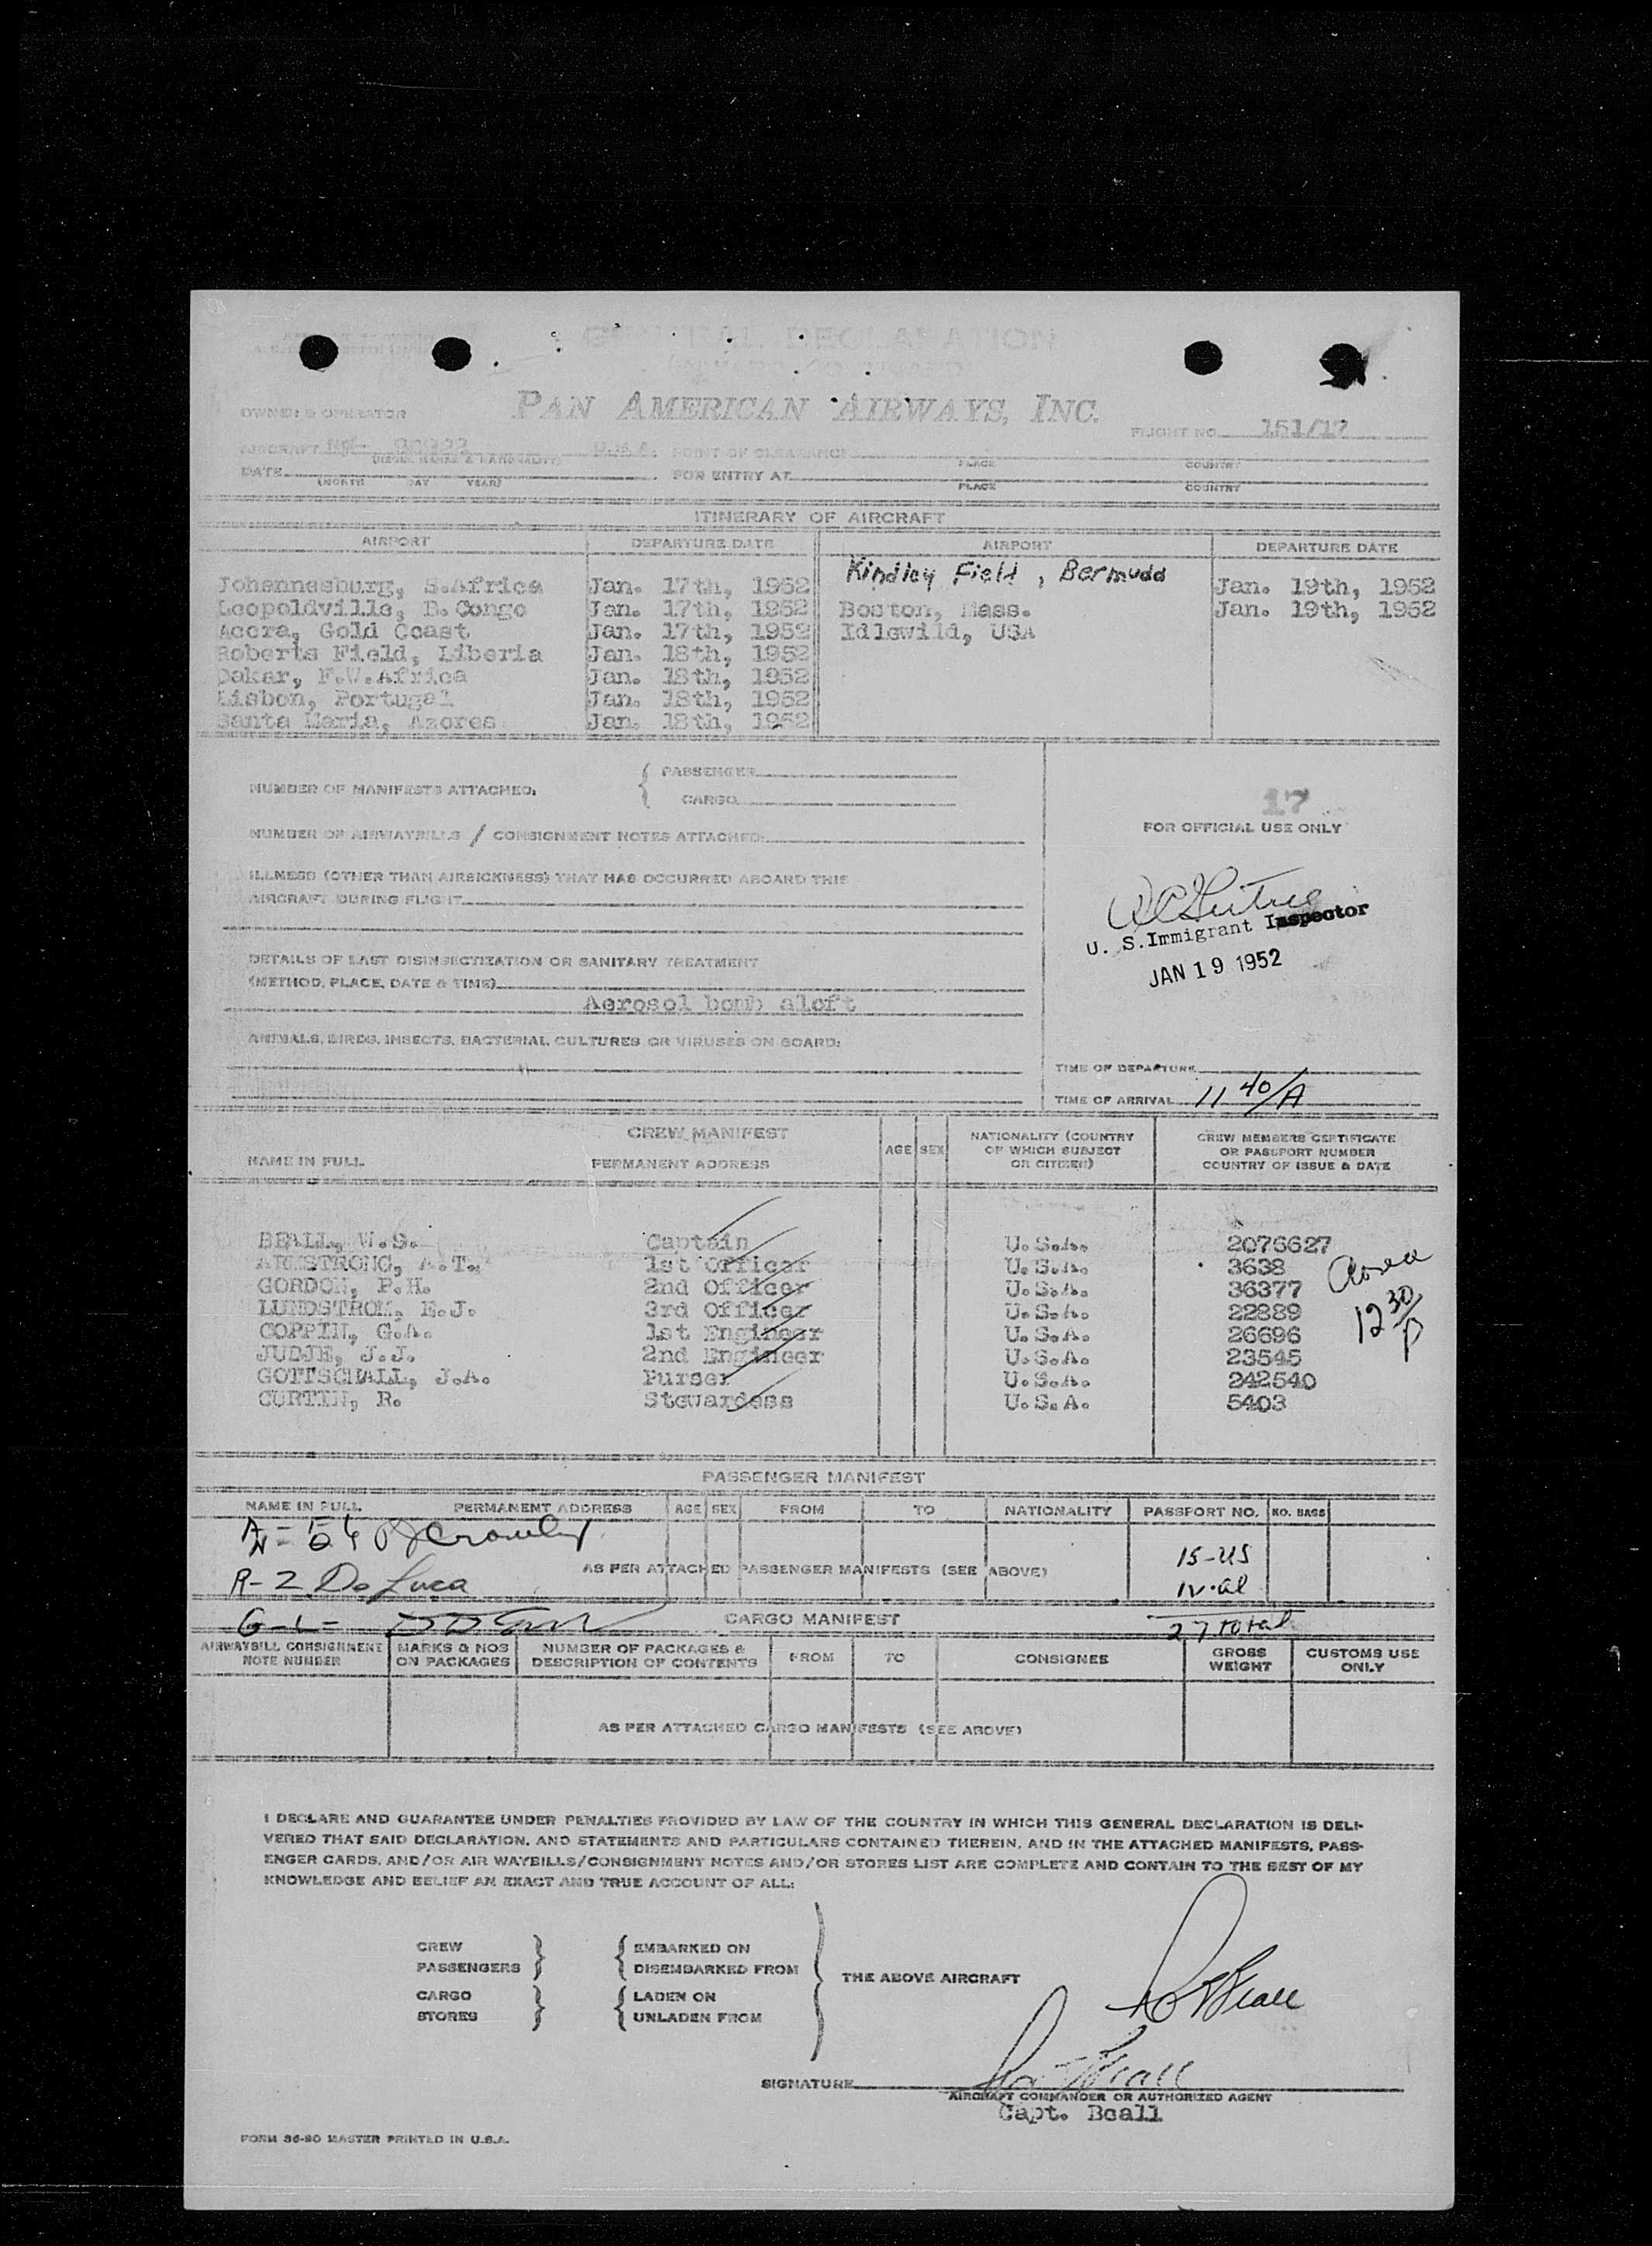 GENERAL DECLARATION
PAN AMERICAN AIRWAYS, INC.
OWNER & OPERATOR
FLIGHT NO. 151/17
AIRCRAFT U.S.A. POINT OF CLEARANCE
PLACE COUNTRY
DATE (MONTH DAY YEAR) FOR ENTRY AT
PLACE COUNTRY
ITINERARY OF AIRCRAFT
AIRPORT DEPARTURE DATE AIRPORT DEPARTURE DATE
Johannesburg, S.Africa Jan. 17th, 1952 Kindley Field, Bermuda Jan. 19th, 1952
Leopoldville, B.Congo Jan. 17th, 1952 Boston, Mass. Jan. 19th, 1952
Accra, Gold Coast Jan. 17th, 1952 Idlewild, USA
Roberts Field, Liberia Jan. 18th, 1952
Dakar, F.W.Africa Jan. 18th, 1952
Lisbon, Portugal Jan. 18th, 1952
Santa Maria, Azores Jan. 18th, 1952
NUMBER OF MANIFESTS ATTACHED: { PASSENGER
CARGO
17
FOR OFFICIAL USE ONLY
NUMBER OF AIRWAYBILLS / CONSIGNMENT NOTES ATTACHED:
ILLNESS (OTHER THAN AIRSICKNESS) THAT HAS OCCURRED ABOARD THIS
AIRCRAFT DURING FLIGHT
U. S. Immigrant Inspector
JAN 19 1952
DETAILS OF LAST DISINSECTIZATION OR SANITARY TREATMENT
(METHOD, PLACE, DATE & TIME)
Aerosol bomb aloft
ANIMALS, BIRDS, INSECTS, BACTERIAL CULTURES OR VIRUSES ON BOARD:
TIME OF DEPARTURE
TIME OF ARRIVAL 11 40/A
CREW MANIFEST
NAME IN FULL PERMANENT ADDRESS AGE SEX NATIONALITY (COUNTRY OF WHICH SUBJECT OR CITIZEN) CREW MEMBERS CERTIFICATE OR PASSPORT NUMBER COUNTRY OF ISSUE & DATE
BEALL, W.S. Captain U.S.A. 2076627
ARMSTRONG, A.T. 1st Officer U.S.A. 3638
GORDON, P.H. 2nd Officer U.S.A. 36377
LUNDSTROM, E.J. 3rd Officer U.S.A. 22889
COPPIN, G.A. 1st Engineer U.S.A. 26696
JUDJE, J.J. 2nd Engineer U.S.A. 23545
GOTTSCHALL, J.A. Purser U.S.A. 242540
CURTIN, R. Stewardess U.S.A. 5403
12 30/P
PASSENGER MANIFEST
NAME IN FULL PERMANENT ADDRESS AGE SEX FROM TO NATIONALITY PASSPORT NO. NO. BAGS
Crowley
15-US
AS PER ATTACHED PASSENGER MANIFESTS (SEE ABOVE)
R-2 De Luca
27 total
CARGO MANIFEST
AIRWAYBILL CONSIGNMENT NOTE NUMBER MARKS & NOS ON PACKAGES NUMBER OF PACKAGES & DESCRIPTION OF CONTENTS FROM TO CONSIGNEE GROSS WEIGHT CUSTOMS USE ONLY
AS PER ATTACHED CARGO MANIFESTS (SEE ABOVE)
I DECLARE AND GUARANTEE UNDER PENALTIES PROVIDED BY LAW OF THE COUNTRY IN WHICH THIS GENERAL DECLARATION IS DELI-
VERED THAT SAID DECLARATION, AND STATEMENTS AND PARTICULARS CONTAINED THEREIN, AND IN THE ATTACHED MANIFESTS, PASS-
ENGER CARDS, AND/OR AIR WAYBILLS/CONSIGNMENT NOTES AND/OR STORES LIST ARE COMPLETE AND CONTAIN TO THE BEST OF MY
KNOWLEDGE AND BELIEF AN EXACT AND TRUE ACCOUNT OF ALL:
CREW } { EMBARKED ON
PASSENGERS } { DISEMBARKED FROM
THE ABOVE AIRCRAFT
CARGO } { LADEN ON
STORES } { UNLADEN FROM
Beall
SIGNATURE Beall
AIRCRAFT COMMANDER OR AUTHORIZED AGENT
Capt. Beall
FORM 36-80 MASTER PRINTED IN U.S.A.